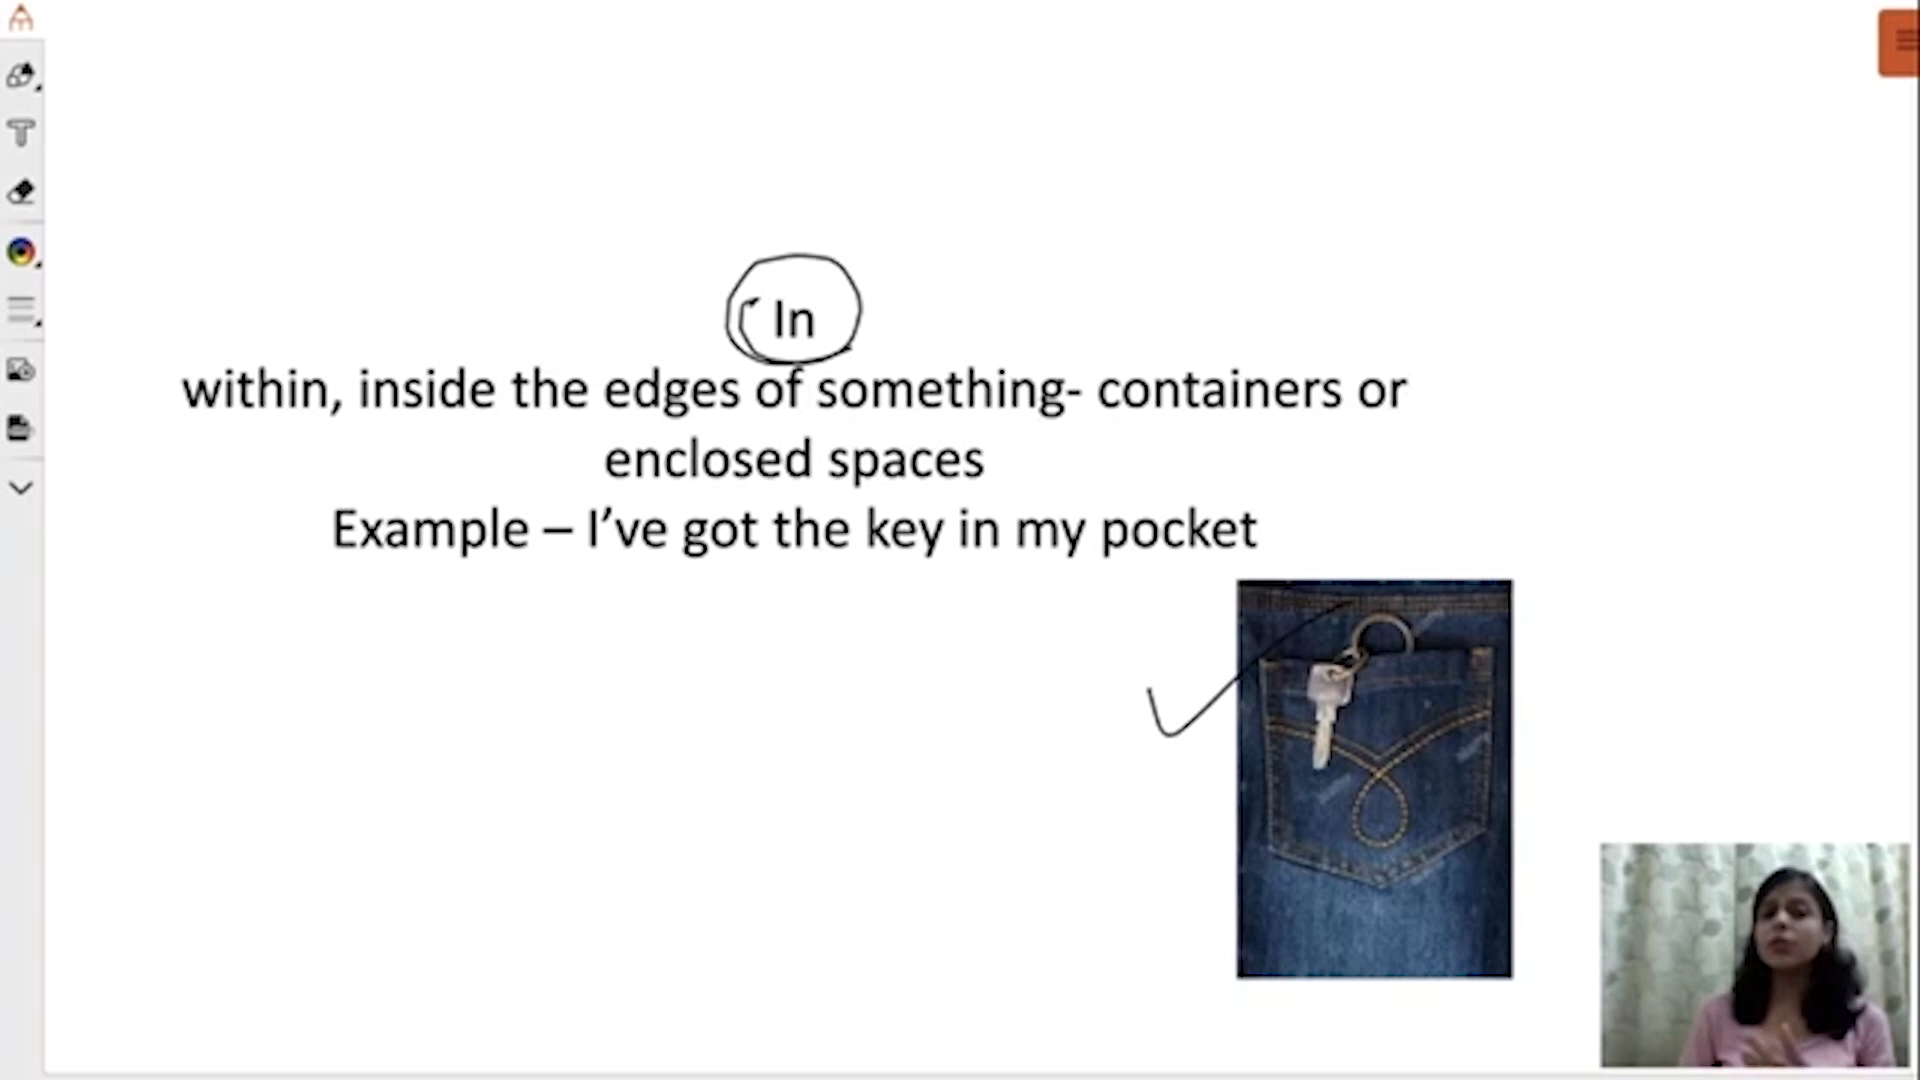 In
within, inside the edges of something- containers or
enclosed spaces
Example – I’ve got the key in my pocket